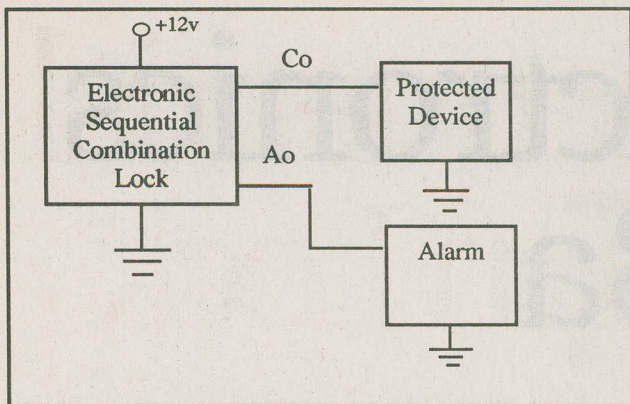 +12v
Electronic
Sequential
Combination
Lock
Co
Protected
Device
Ao
Alarm